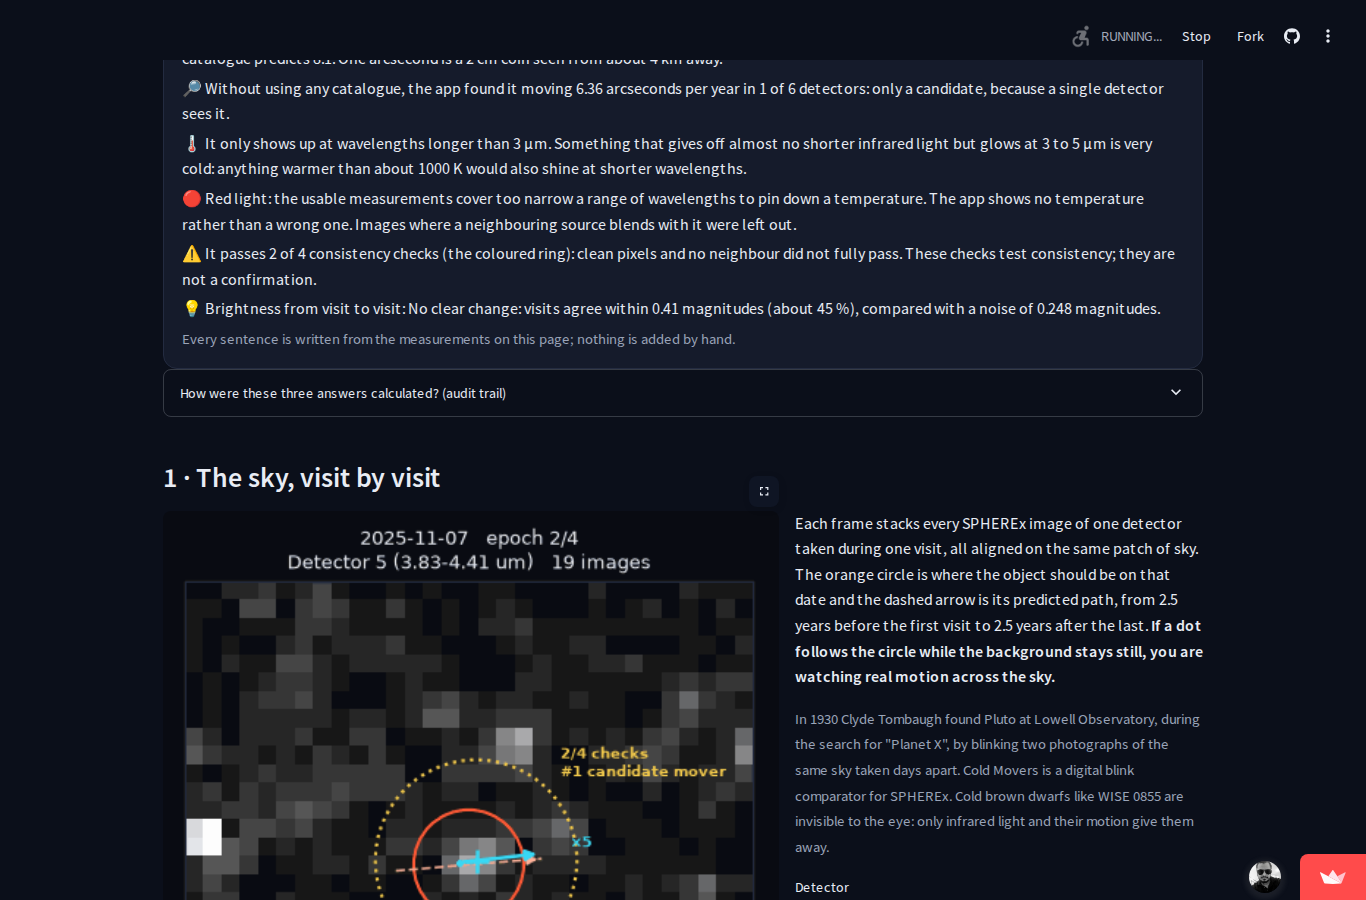 RUNNING...
Stop
Fork
catalogue predicts 8.1. One arcsecond is a 2 cm coin seen from about 4 km away.
🔎 Without using any catalogue, the app found it moving 6.36 arcseconds per year in 1 of 6 detectors: only a candidate, because a single detector
sees it.
🌡️ It only shows up at wavelengths longer than 3 µm. Something that gives off almost no shorter infrared light but glows at 3 to 5 µm is very
cold: anything warmer than about 1000 K would also shine at shorter wavelengths.
🔴 Red light: the usable measurements cover too narrow a range of wavelengths to pin down a temperature. The app shows no temperature
rather than a wrong one. Images where a neighbouring source blends with it were left out.
⚠️ It passes 2 of 4 consistency checks (the coloured ring): clean pixels and no neighbour did not fully pass. These checks test consistency; they are
not a confirmation.
💡 Brightness from visit to visit: No clear change: visits agree within 0.41 magnitudes (about 45 %), compared with a noise of 0.248 magnitudes.
Every sentence is written from the measurements on this page; nothing is added by hand.
How were these three answers calculated? (audit trail)
1 · The sky, visit by visit
2025-11-07 epoch 2/4
Detector 5 (3.83-4.41 um) 19 images
2/4 checks
#1 candidate mover
x5
Each frame stacks every SPHEREx image of one detector
taken during one visit, all aligned on the same patch of sky.
The orange circle is where the object should be on that
date and the dashed arrow is its predicted path, from 2.5
years before the first visit to 2.5 years after the last. If a dot
follows the circle while the background stays still, you are
watching real motion across the sky.
In 1930 Clyde Tombaugh found Pluto at Lowell Observatory, during
the search for "Planet X", by blinking two photographs of the
same sky taken days apart. Cold Movers is a digital blink
comparator for SPHEREx. Cold brown dwarfs like WISE 0855 are
invisible to the eye: only infrared light and their motion give them
away.
Detector